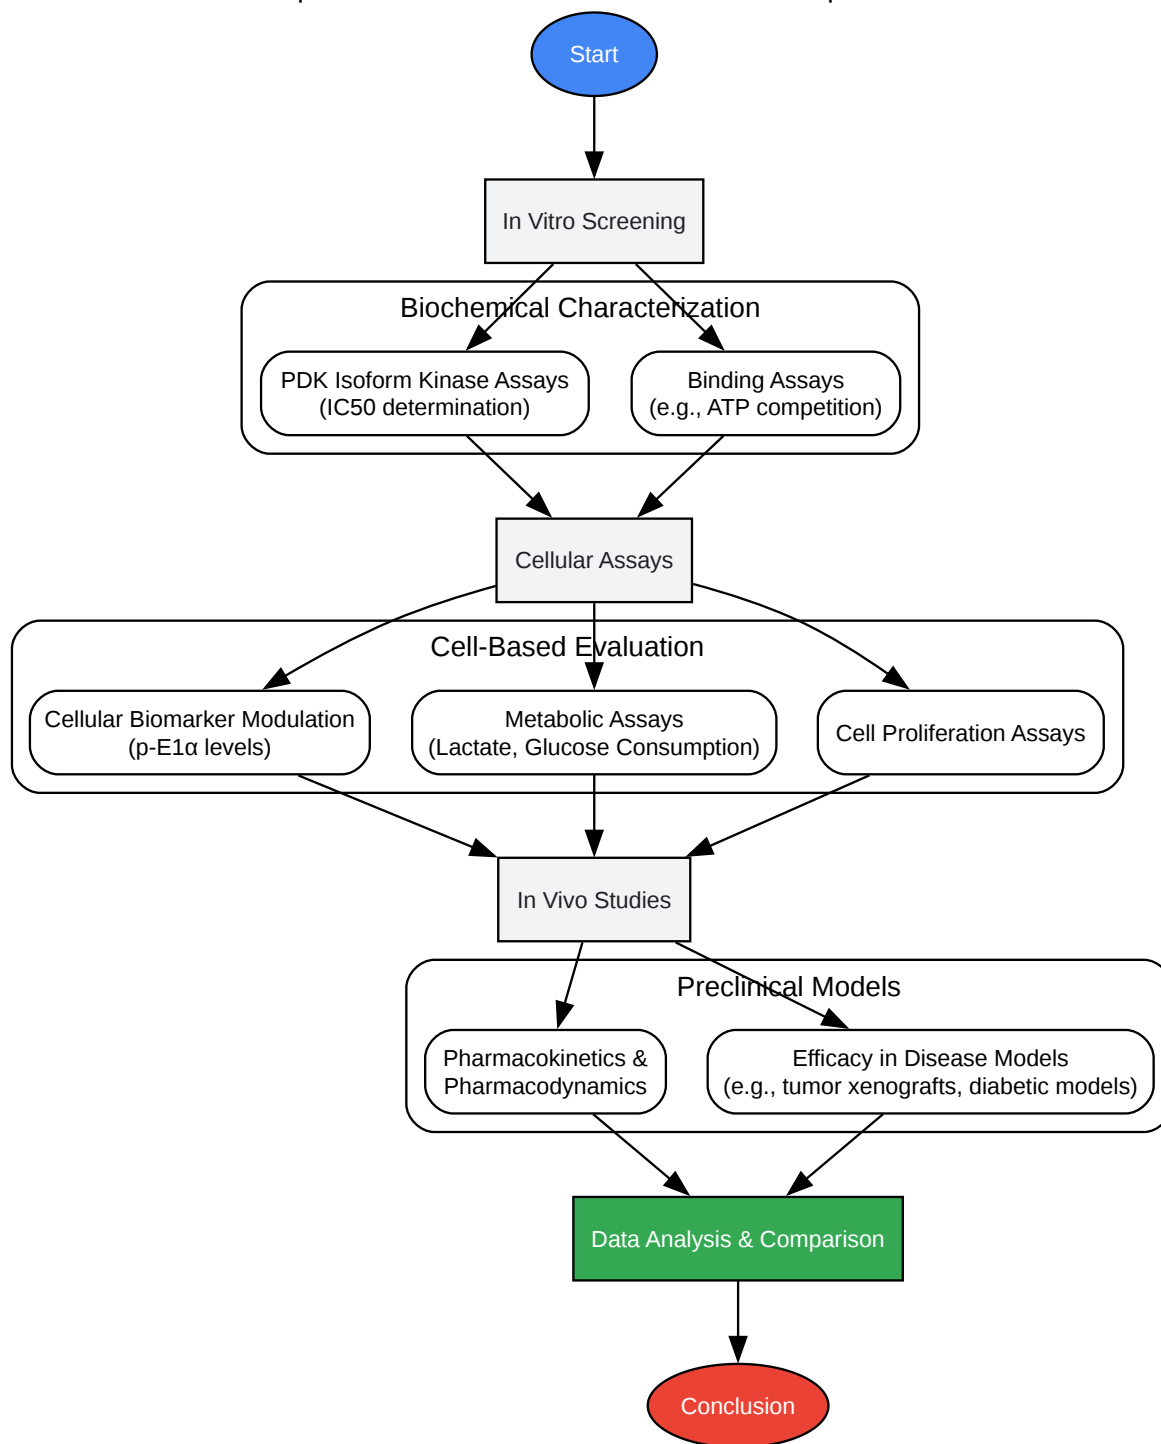 Start
In Vitro Screening
Biochemical Characterization
PDK Isoform Kinase Assays
(IC50 determination)
Binding Assays
(e.g., ATP competition)
Cellular Assays
Cell-Based Evaluation
Cellular Biomarker Modulation
(p-E1α levels)
Metabolic Assays
(Lactate, Glucose Consumption)
Cell Proliferation Assays
In Vivo Studies
Preclinical Models
Pharmacokinetics &
Pharmacodynamics
Efficacy in Disease Models
(e.g., tumor xenografts, diabetic models)
Data Analysis & Comparison
Conclusion